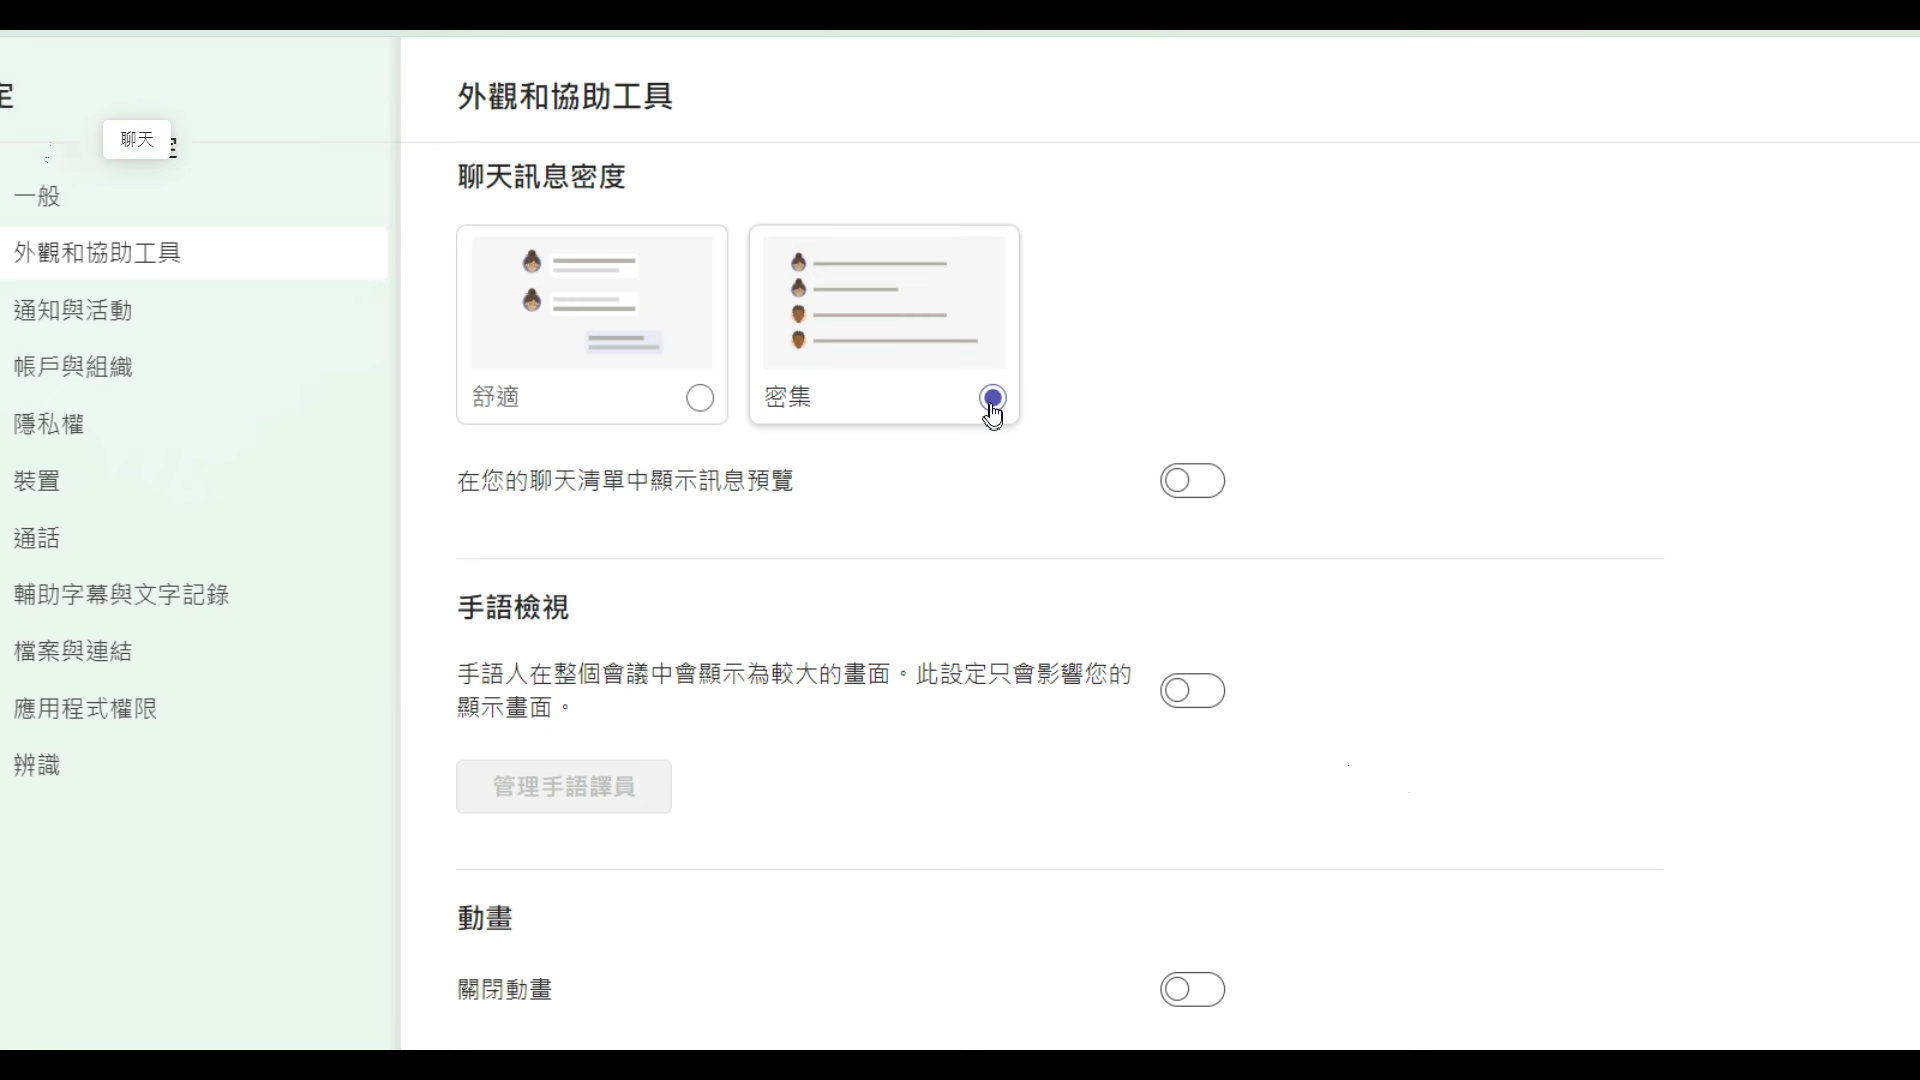 定
聊天
一般
外觀和協助工具
通知與活動
帳戶與組織
隱私權
裝置
通話
輔助字幕與文字記錄
檔案與連結
應用程式權限
辨識
外觀和協助工具
聊天訊息密度
舒適
密集
在您的聊天清單中顯示訊息預覽
手語檢視
手語人在整個會議中會顯示為較大的畫面。此設定只會影響您的
顯示畫面。
管理手語譯員
動畫
關閉動畫